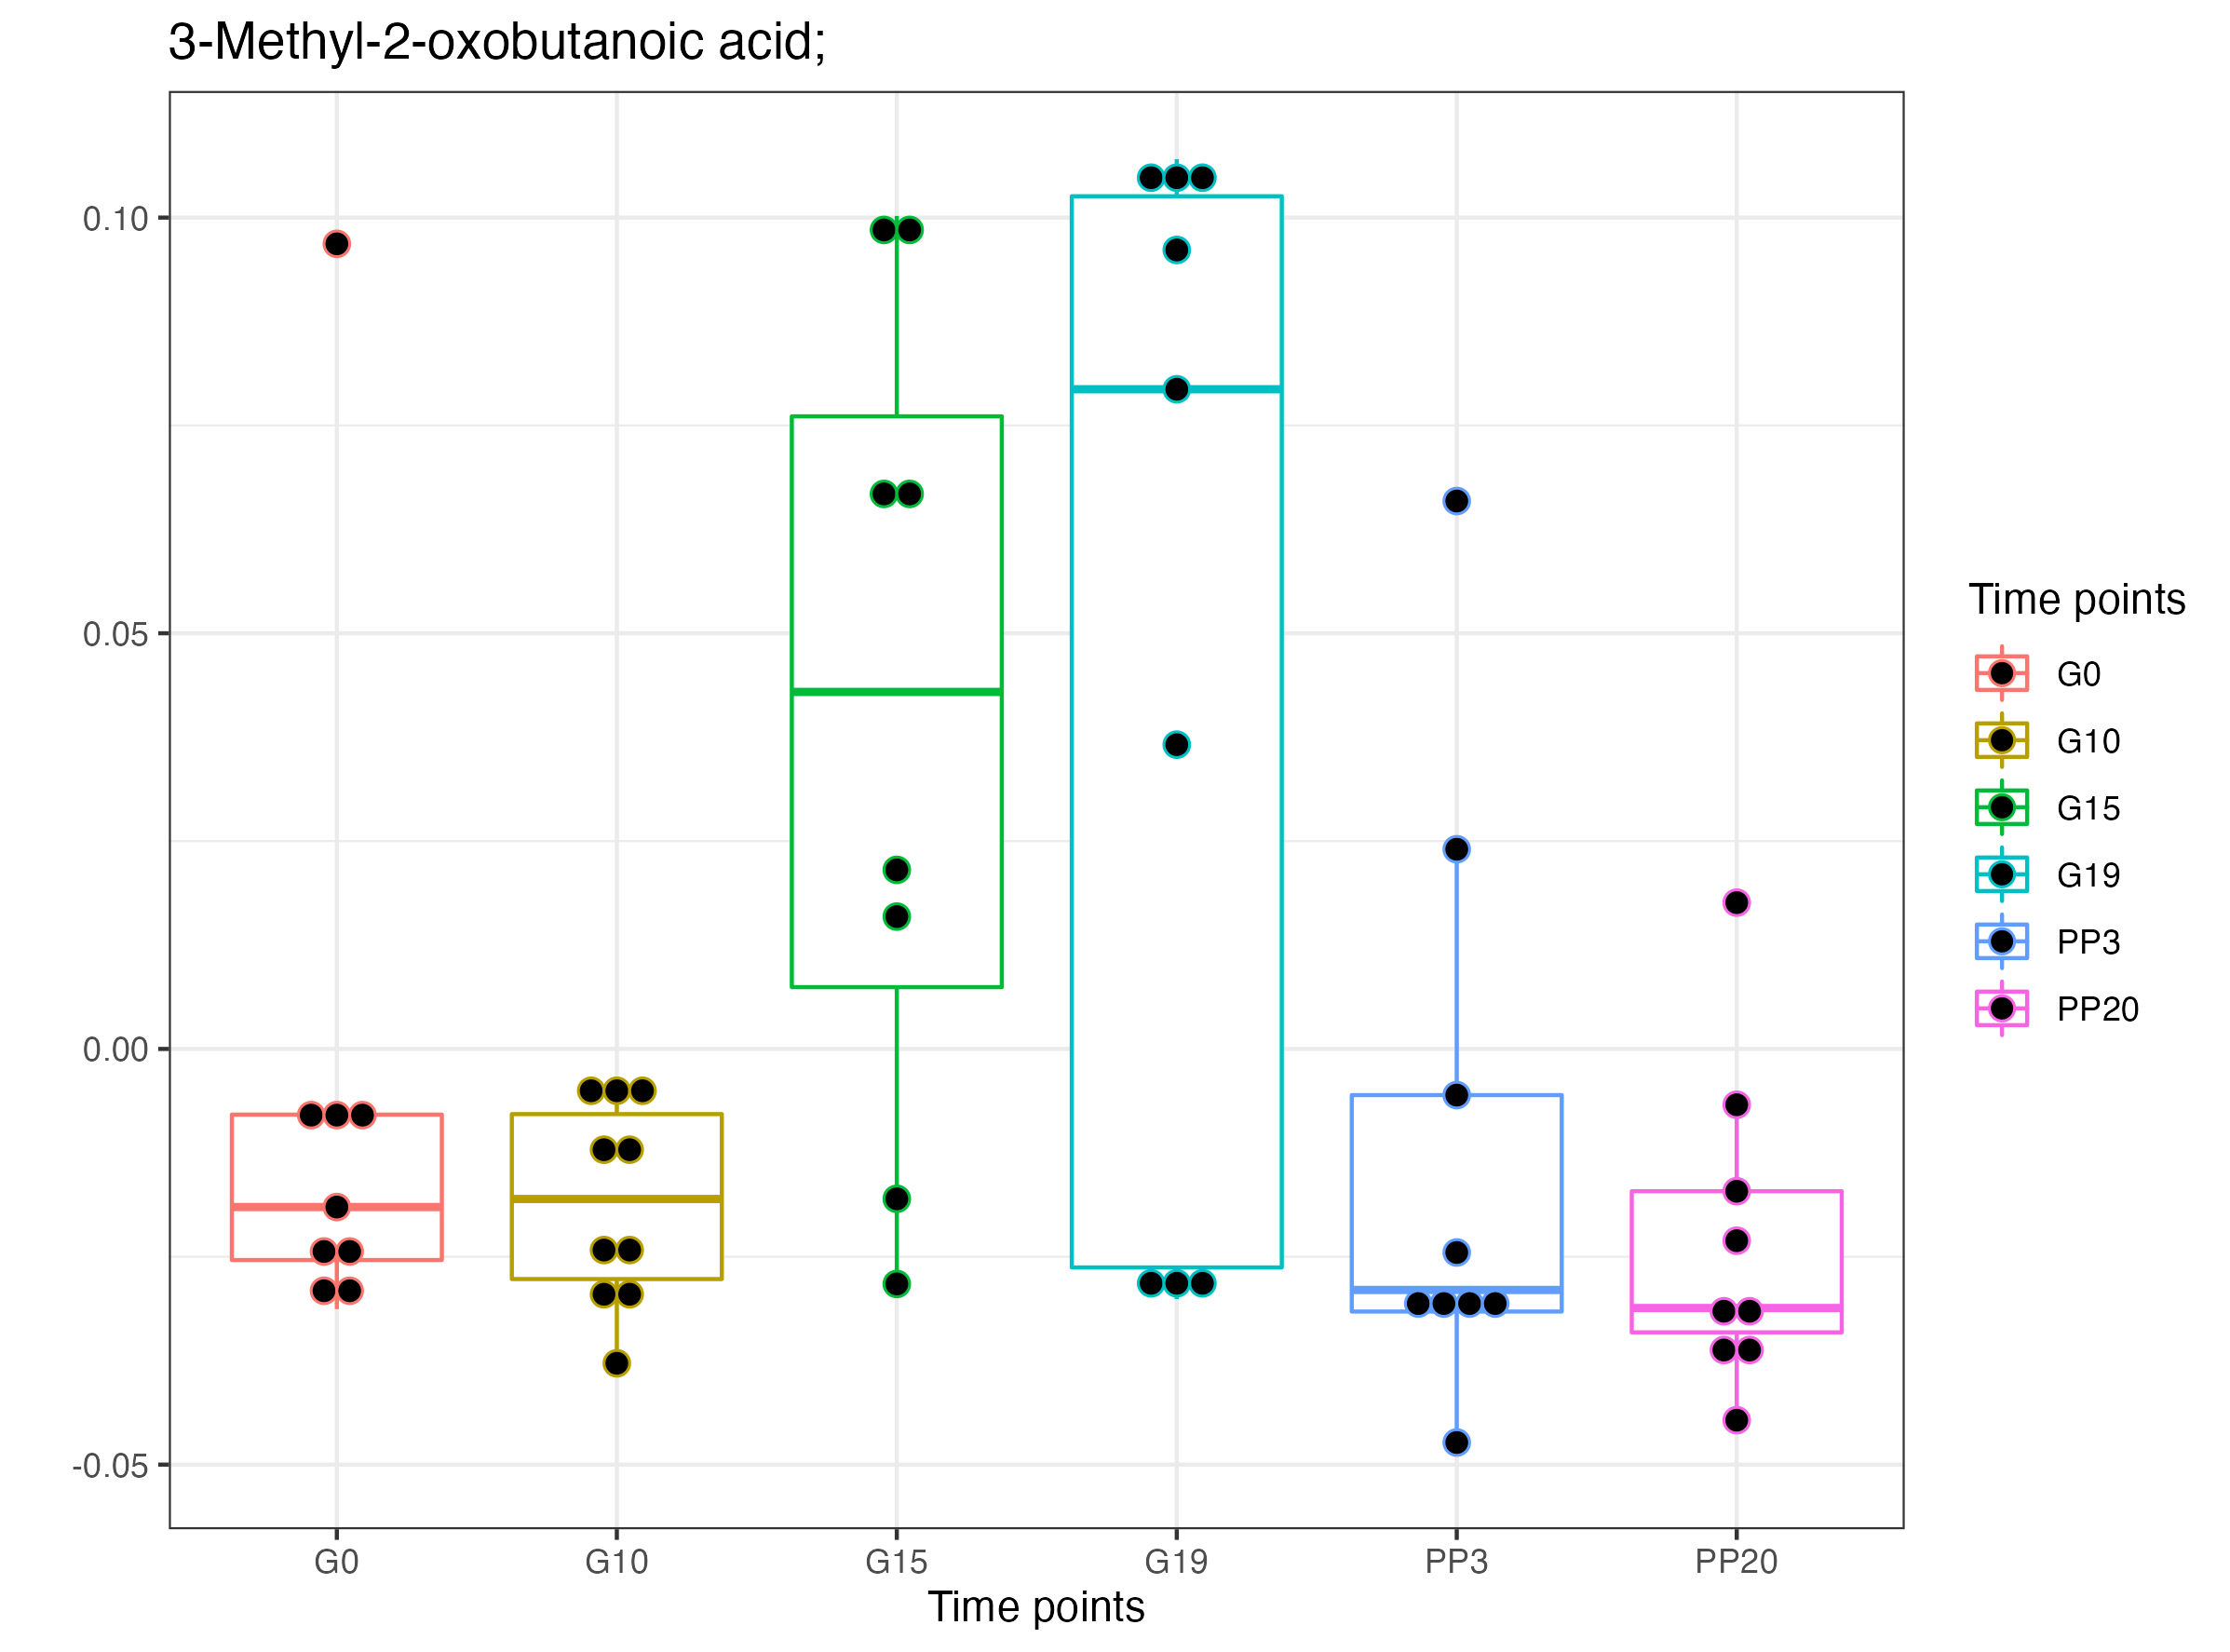 3-Methyl-2-oxobutanoic acid;
0.10
0.05
0.00
-0.05
G0 G10 G15 G19 PP3 PP20
Time points
Time points
G0
G10
G15
G19
PP3
PP20